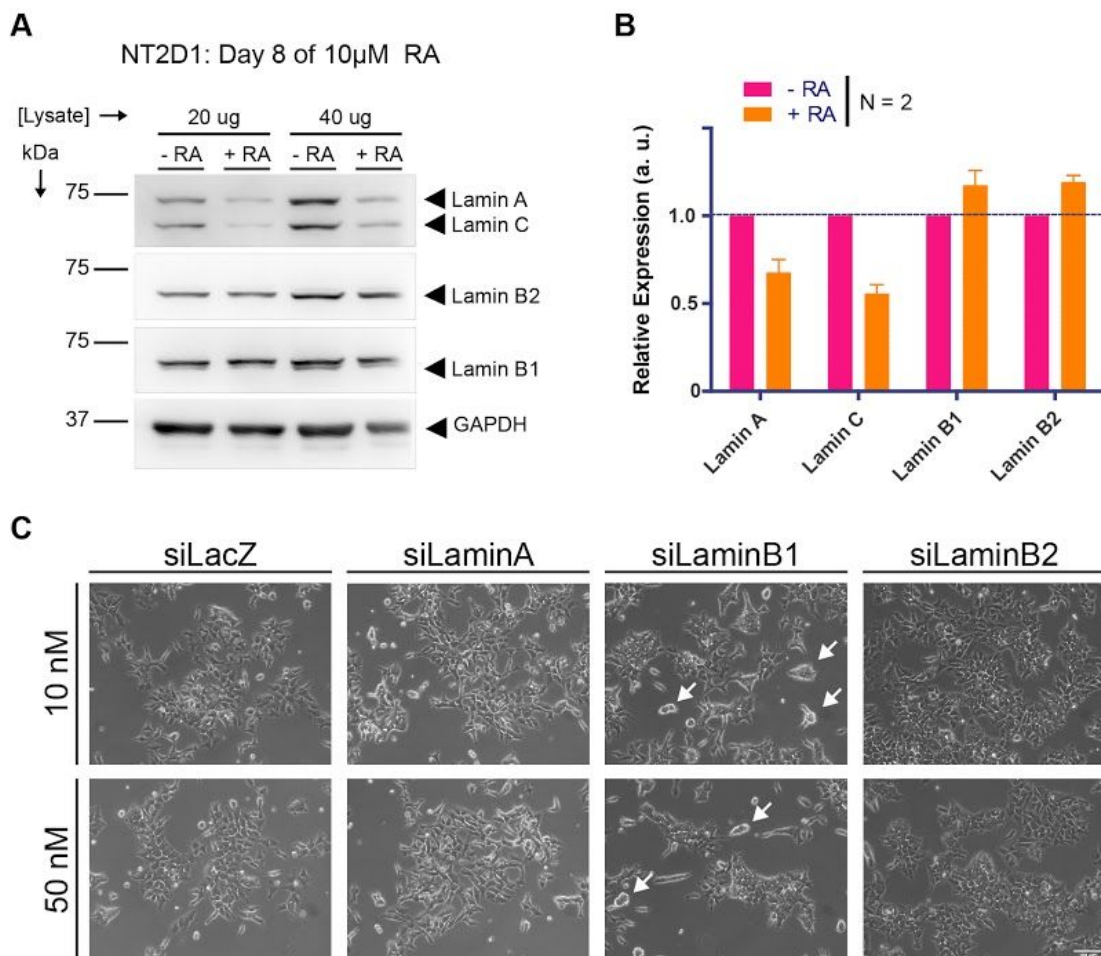 A
NT2D1: Day 8 of 10µM RA
[Lysate]
20 ug
40 ug
kDa
- RA
+ RA
- RA
+ RA
75
Lamin A
Lamin C
75
Lamin B2
75
Lamin B1
37
GAPDH
B
- RA
+ RA
N = 2
Relative Expression (a. u.)
1.0
0.5
0
Lamin A
Lamin C
Lamin B1
Lamin B2
C
siLacZ
siLaminA
siLaminB1
siLaminB2
10 nM
50 nM